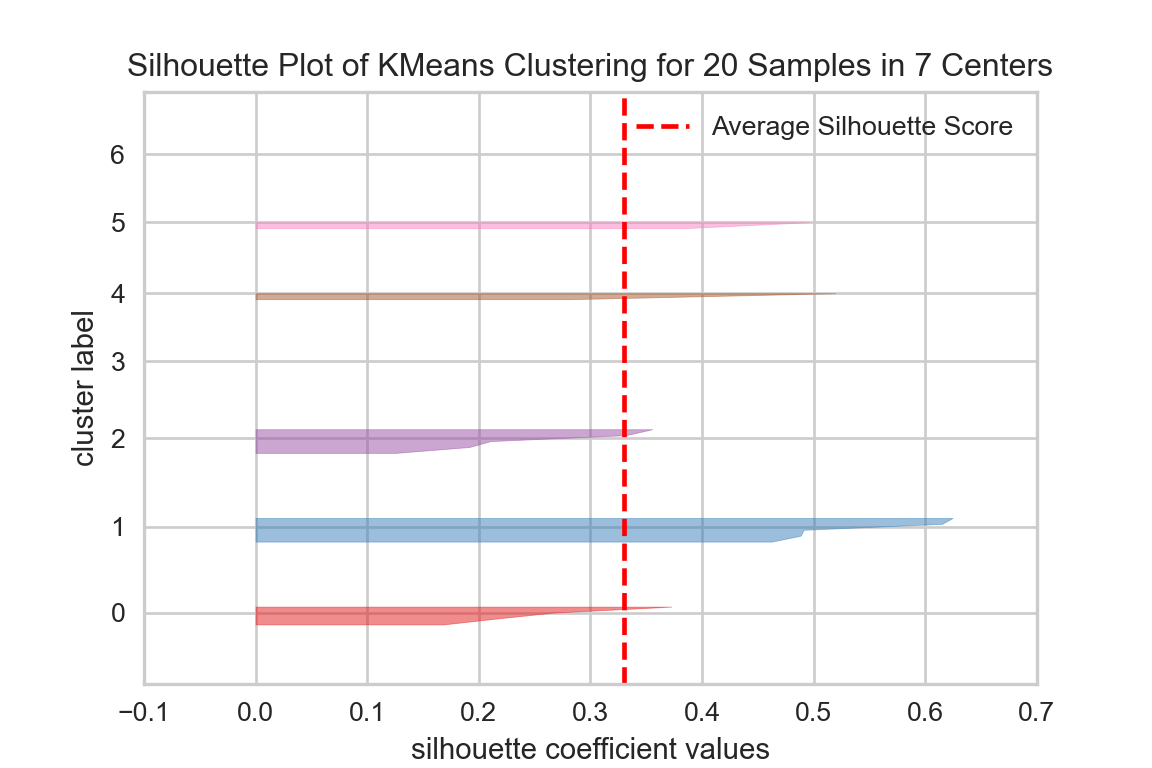 Silhouette Plot of KMeans Clustering for 20 Samples in 7 Centers
Average Silhouette Score
6
5
4
3
2
1
0
cluster label
−0.1 0.0 0.1 0.2 0.3 0.4 0.5 0.6 0.7
silhouette coefficient values